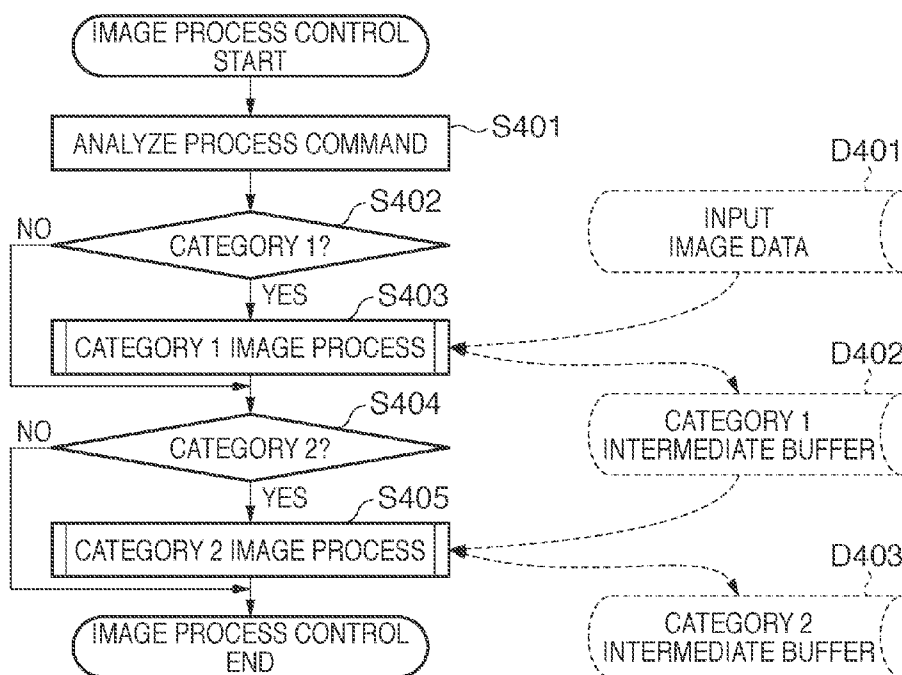 IMAGE PROCESS CONTROL
START
ANALYZE PROCESS COMMAND
S401
S402
NO
CATEGORY 1?
YES
S403
CATEGORY 1 IMAGE PROCESS
S404
NO
CATEGORY 2?
YES
S405
CATEGORY 2 IMAGE PROCESS
IMAGE PROCESS CONTROL
END
D401
INPUT
IMAGE DATA
D402
CATEGORY 1
INTERMEDIATE BUFFER
D403
CATEGORY 2
INTERMEDIATE BUFFER